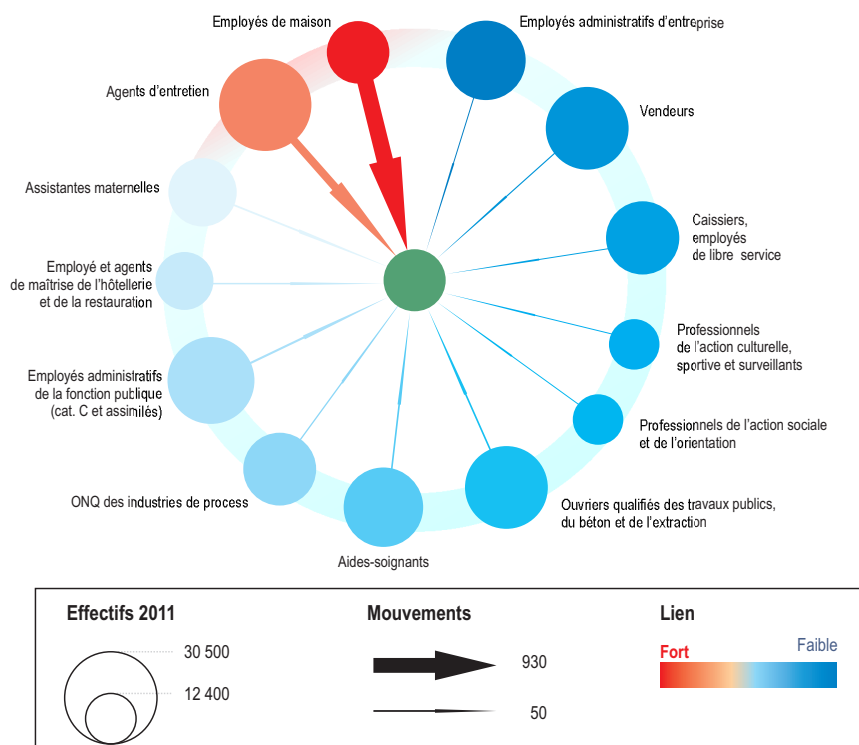 Employés de maison
Employés administratifs d'entreprise
Agents d'entretien
Vendeurs
Assistantes maternelles
Caissiers,
employés
de libre service
Employé et agents
de maîtrise de l'hôtellerie
et de la restauration
Professionnels
de l'action culturelle,
sportive et surveillants
Employés administratifs
de la fonction publique
(cat. C et assinilés)
Professionnels de l'action sociale
et de l'orientation
ONQ des industries de process
Ouvriers qualifiés des travaux publics,
du béton et de l'extraction
Aides-soignants
Effectifs 2011
30 500
12 400
Mouvements
930
50
Lien
Fort
Faible